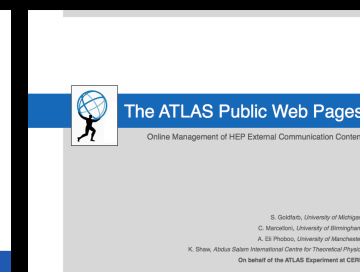 The ATLAS Public Web Pages
Online Management of HEP External Communication Conten
S. Goldfarb, University of Michiga
C. Marcelloni, University of Birmingham
A. Eli Phoboo, University of Mancheste
K. Shaw, Abdus Salam International Centre for Theoretical Physic
On behalf of the ATLAS Experiment at CER